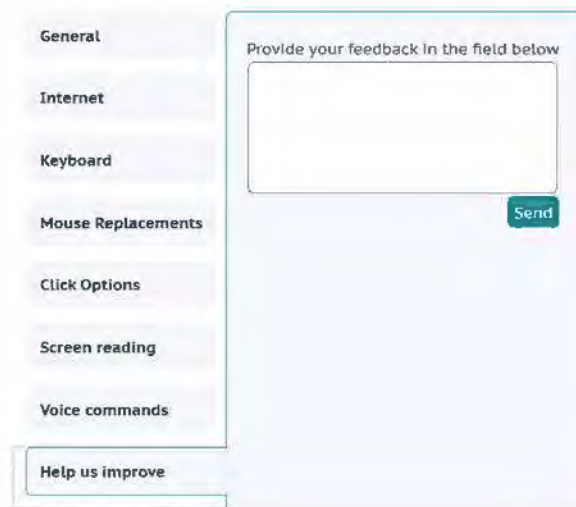 General
Internet
Keyboard
Mouse Replacements
Click Options
Screen reading
Voice commands
Help us improve
Provide your feedback in the field below
Send